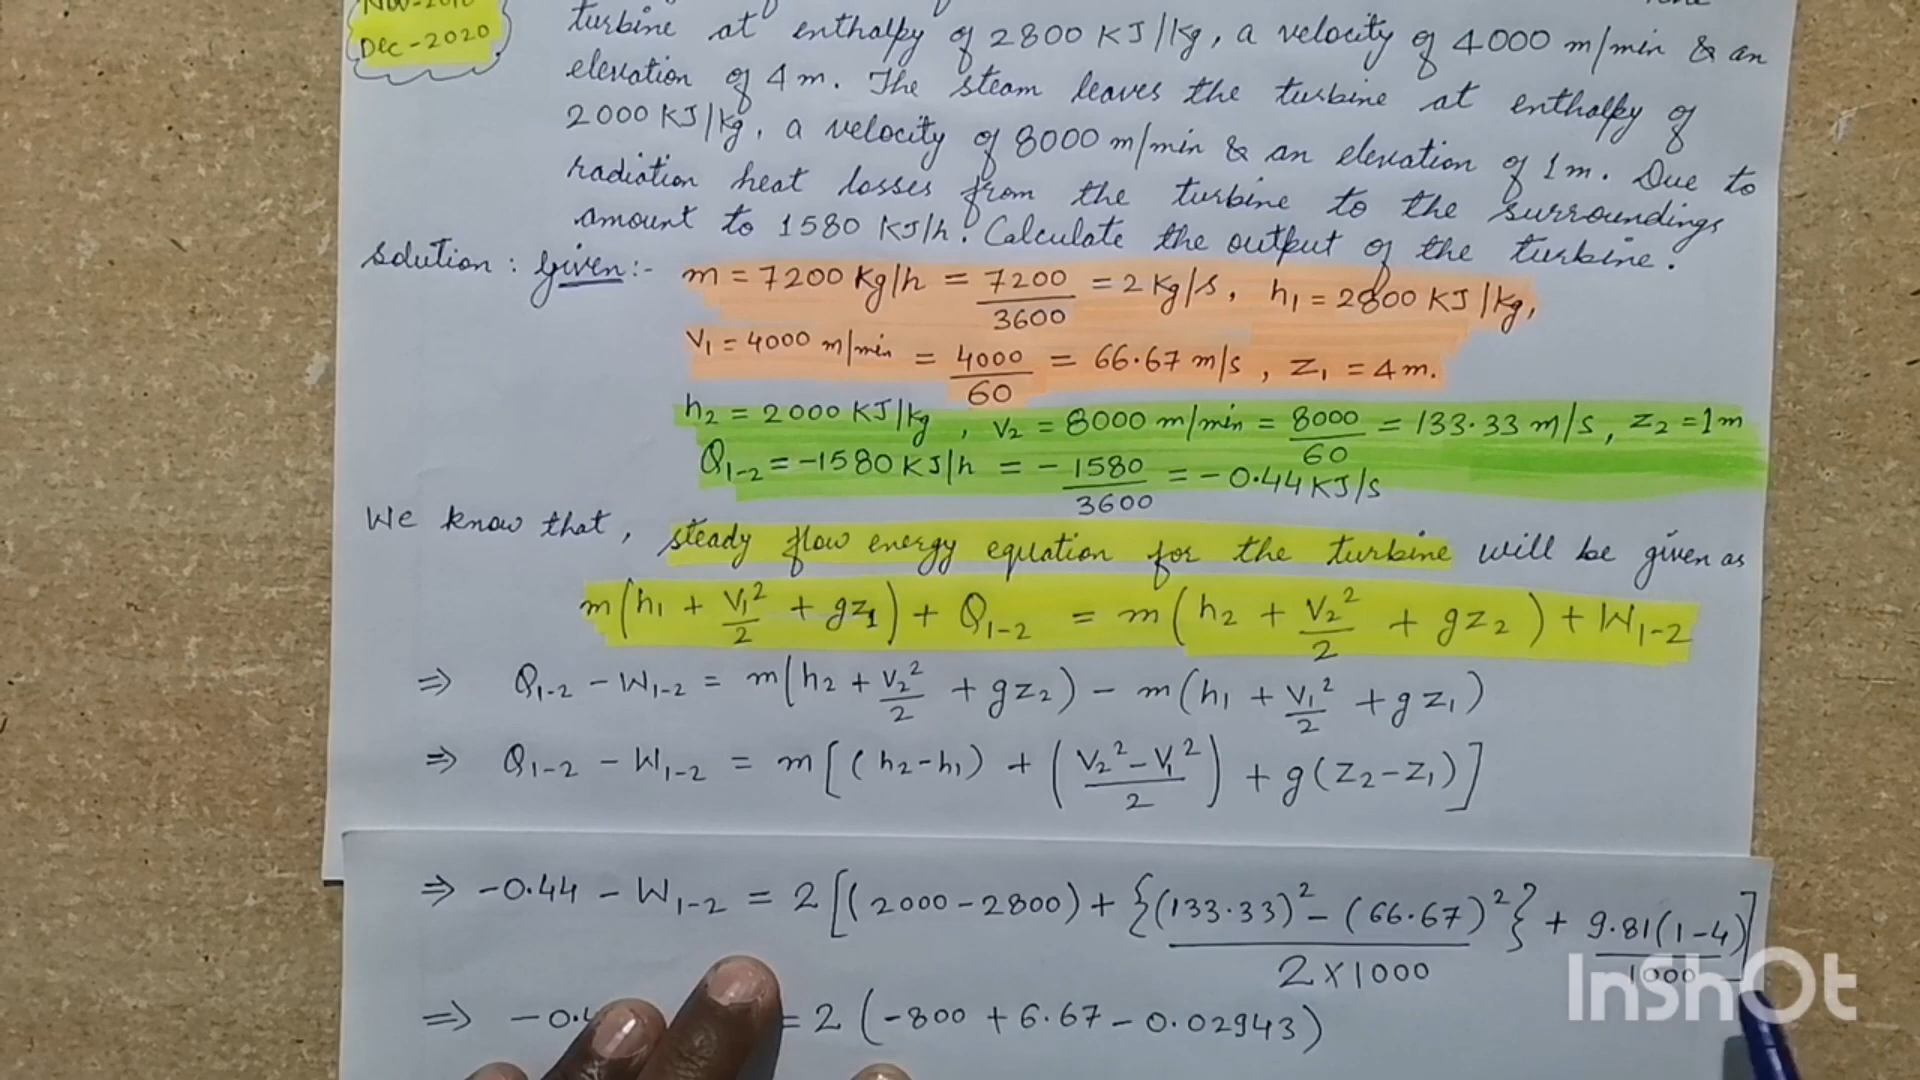 Dec-2020
turbine at enthalpy of 2800 KJ/kg, a velocity of 4000 m/min & an
elevation of 4 m. The steam leaves the turbine at enthalpy of
2000 KJ/kg, a velocity of 8000 m/min & an elevation of 1m. Due to
radiation heat losses from the turbine to the surroundings
amount to 1580 KJ/h. Calculate the output of the turbine.
Solution : Given:- m = 7200 kg/h = 7200/3600 = 2 Kg/s, h₁ = 2800 KJ/kg,
V₁ = 4000 m/min = 4000/60 = 66.67 m/s, Z₁ = 4m.
h₂ = 2000 KJ/kg, V₂ = 8000 m/min = 8000/60 = 133.33 m/s, Z₂ = 1m
Q₁₋₂ = -1580 KJ/h = - 1580/3600 = - 0.44 KJ/s
We know that, steady flow energy equation for the turbine will be given as
m(h₁ + V₁²/2 + gz₁) + Q₁₋₂ = m(h₂ + V₂²/2 + gz₂) + W₁₋₂
⇒ Q₁₋₂ - W₁₋₂ = m(h₂ + V₂²/2 + gz₂) - m(h₁ + V₁²/2 + gz₁)
⇒ Q₁₋₂ - W₁₋₂ = m[(h₂-h₁) + (V₂²-V₁²/2) + g(Z₂-Z₁)]
⇒ -0.44 - W₁₋₂ = 2[(2000-2800) + {(133.33)² - (66.67)²}/2×1000 + 9.81(1-4)/1000]
⇒ -0.4 = 2 (-800 + 6.67 - 0.02943)
InShOt